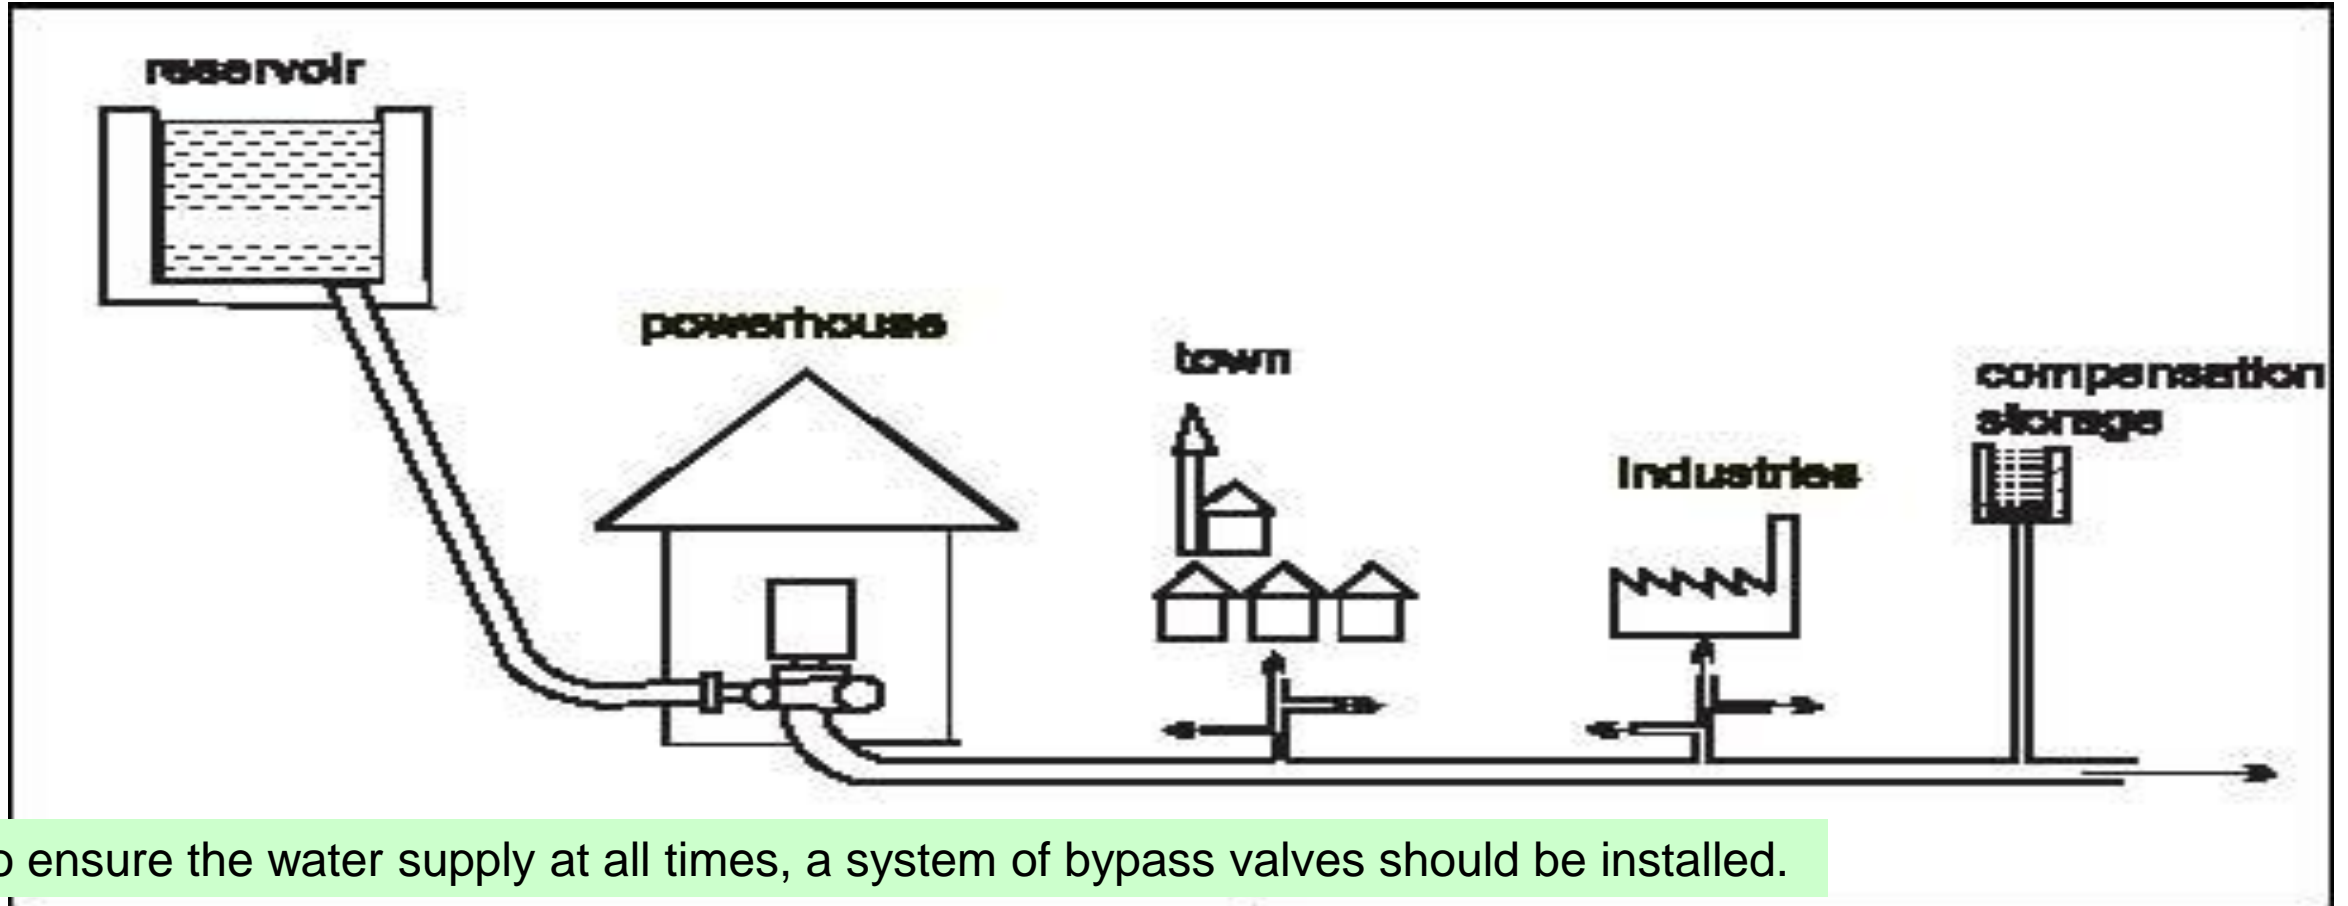 reservoir
powerhouse
town
compensation
storage
industries
o ensure the water supply at all times, a system of bypass valves should be installed.